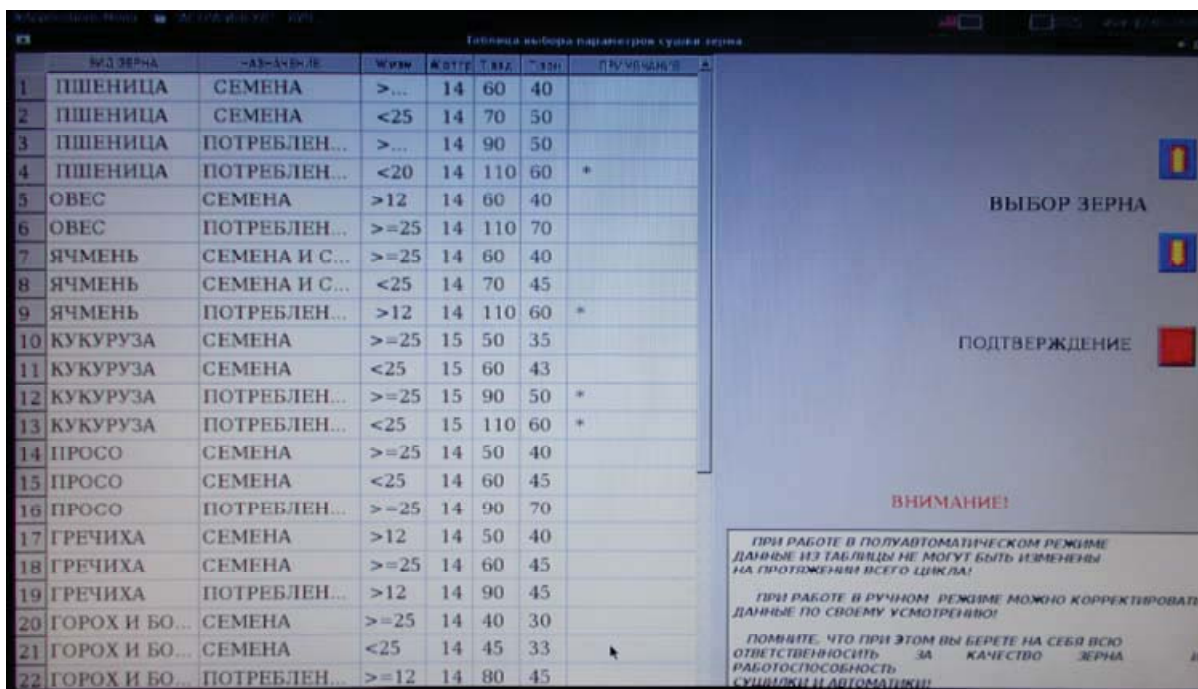 Таблица выбора параметров сушки зерна
ВИД ЗЕРНА НАЗНАЧЕНИЕ ПРИМЕЧАНИЕ
1 ПШЕНИЦА СЕМЕНА >... 14 60 40
2 ПШЕНИЦА СЕМЕНА <25 14 70 50
3 ПШЕНИЦА ПОТРЕБЛЕН... >... 14 90 50
4 ПШЕНИЦА ПОТРЕБЛЕН... <20 14 110 60 *
5 ОВЕС СЕМЕНА >12 14 60 40
6 ОВЕС ПОТРЕБЛЕН... >=25 14 110 70
7 ЯЧМЕНЬ СЕМЕНА И С... >=25 14 60 40
8 ЯЧМЕНЬ СЕМЕНА И С... <25 14 70 45
9 ЯЧМЕНЬ ПОТРЕБЛЕН... >12 14 110 60 *
10 КУКУРУЗА СЕМЕНА >=25 15 50 35
11 КУКУРУЗА СЕМЕНА <25 15 60 43
12 КУКУРУЗА ПОТРЕБЛЕН... >=25 15 90 50 *
13 КУКУРУЗА ПОТРЕБЛЕН... <25 15 110 60 *
14 ПРОСО СЕМЕНА >=25 14 50 40
15 ПРОСО СЕМЕНА <25 14 60 45
16 ПРОСО ПОТРЕБЛЕН... >=25 14 90 70
17 ГРЕЧИХА СЕМЕНА >12 14 50 40
18 ГРЕЧИХА СЕМЕНА >=25 14 60 45
19 ГРЕЧИХА ПОТРЕБЛЕН... >12 14 90 45
20 ГОРОХ И БО... СЕМЕНА >=25 14 40 30
21 ГОРОХ И БО... СЕМЕНА <25 14 45 33
22 ГОРОХ И БО... ПОТРЕБЛЕН... >=12 14 80 45
ВЫБОР ЗЕРНА
ПОДТВЕРЖДЕНИЕ
ВНИМАНИЕ!
ПРИ РАБОТЕ В ПОЛУАВТОМАТИЧЕСКОМ РЕЖИМЕ
ДАННЫЕ ИЗ ТАБЛИЦЫ НЕ МОГУТ БЫТЬ ИЗМЕНЕНЫ
НА ПРОТЯЖЕНИИ ВСЕГО ЦИКЛА!
ПРИ РАБОТЕ В РУЧНОМ РЕЖИМЕ МОЖНО КОРРЕКТИРОВАТЬ
ДАННЫЕ ПО СВОЕМУ УСМОТРЕНИЮ!
ПОМНИТЕ, ЧТО ПРИ ЭТОМ ВЫ БЕРЕТЕ НА СЕБЯ ВСЮ
ОТВЕТСТВЕННОСИТЬ ЗА КАЧЕСТВО ЗЕРНА И
РАБОТОСПОСОБНОСТЬ
СУШИЛКИ И АВТОМАТИКИ!